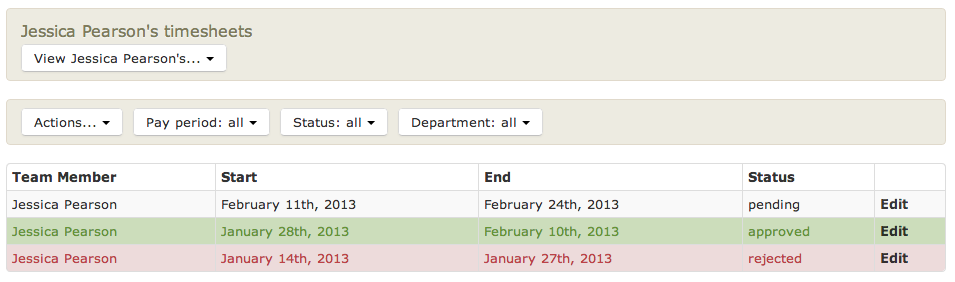 Jessica Pearson's timesheets
View Jessica Pearson's...
Actions... Pay period: all Status: all Department: all
Team Member Start End Status
Jessica Pearson February 11th, 2013 February 24th, 2013 pending Edit
Jessica Pearson January 28th, 2013 February 10th, 2013 approved Edit
Jessica Pearson January 14th, 2013 January 27th, 2013 rejected Edit